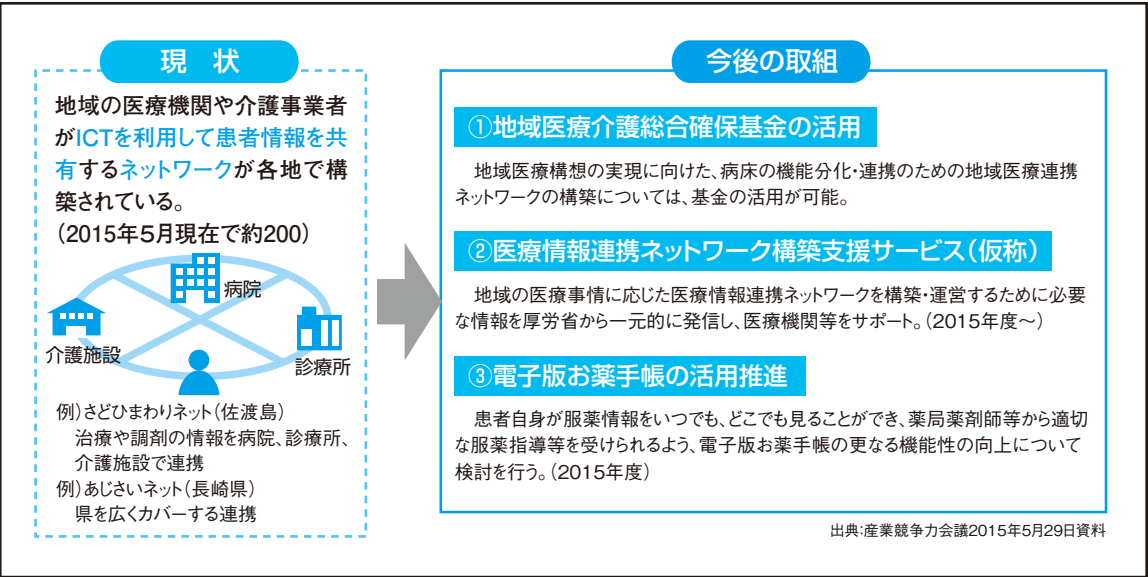 現　状
地域の医療機関や介護事業者
がICTを利用して患者情報を共
有するネットワークが各地で構
築されている。
（2015年5月現在で約200）
病院
介護施設
診療所
例）さどひまわりネット（佐渡島）
治療や調剤の情報を病院、診療所、
介護施設で連携
例）あじさいネット（長崎県）
県を広くカバーする連携
今後の取組
①地域医療介護総合確保基金の活用
地域医療構想の実現に向けた、病床の機能分化・連携のための地域医療連携
ネットワークの構築については、基金の活用が可能。
②医療情報連携ネットワーク構築支援サービス（仮称）
地域の医療事情に応じた医療情報連携ネットワークを構築・運営するために必要
な情報を厚労省から一元的に発信し、医療機関等をサポート。（2015年度～）
③電子版お薬手帳の活用推進
患者自身が服薬情報をいつでも、どこでも見ることができ、薬局薬剤師等から適切
な服薬指導等を受けられるよう、電子版お薬手帳の更なる機能性の向上について
検討を行う。（2015年度）
出典：産業競争力会議2015年5月29日資料